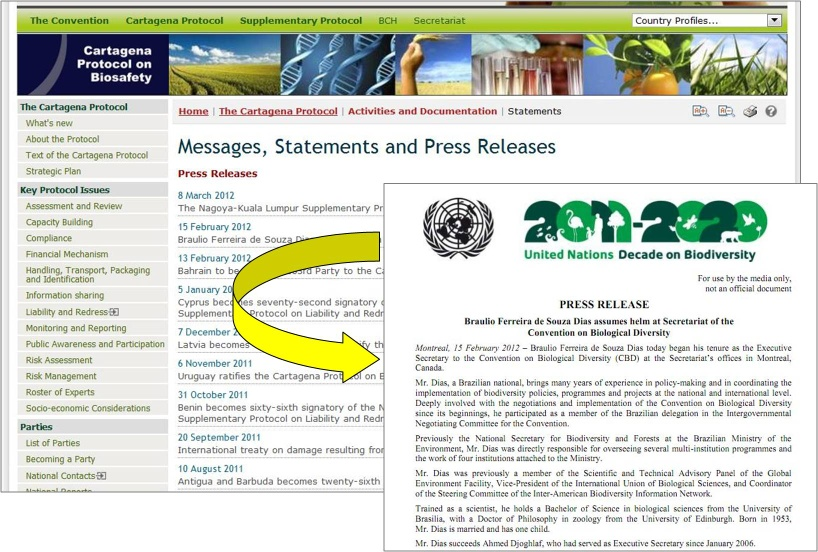 The Convention Cartagena Protocol Supplementary Protocol BCH Secretariat Country Profiles...
Cartagena
Protocol on
Biosafety
The Cartagena Protocol
What's new
About the Protocol
Text of the Cartagena Protocol
Strategic Plan
Key Protocol Issues
Assessment and Review
Capacity Building
Compliance
Financial Mechanism
Handling, Transport, Packaging
and Identification
Information sharing
Liability and Redress
Monitoring and Reporting
Public Awareness and Participation
Risk Assessment
Risk Management
Roster of Experts
Socio-economic Considerations
Parties
List of Parties
Becoming a Party
National Contacts
National Reports
Home | The Cartagena Protocol | Activities and Documentation | Statements
Messages, Statements and Press Releases
Press Releases
8 March 2012
The Nagoya-Kuala Lumpur Supplementary Pr
15 February 2012
Braulio Ferreira de Souza Dias
13 February 2012
Bahrain to be Party to the Ca
5 January 20
Cyprus becomes seventy-second signatory
Supplementary Protocol on Liability and Redr
7 December
Latvia becomes
6 November 2011
Uruguay ratifies the Cartagena Protocol on B
31 October 2011
Benin becomes sixty-sixth signatory of the N
Supplementary Protocol on Liability and Redr
20 September 2011
International treaty on damage resulting from
10 August 2011
Antigua and Barbuda becomes twenty-sixth
2011-2020
United Nations Decade on Biodiversity
For use by the media only,
not an official document
PRESS RELEASE
Braulio Ferreira de Souza Dias assumes helm at Secretariat of the
Convention on Biological Diversity
Montreal, 15 February 2012 – Braulio Ferreira de Souza Dias today began his tenure as the Executive
Secretary to the Convention on Biological Diversity (CBD) at the Secretariat's offices in Montreal,
Canada.
Mr. Dias, a Brazilian national, brings many years of experience in policy-making and in coordinating the
implementation of biodiversity policies, programmes and projects at the national and international level.
Deeply involved with the negotiations and implementation of the Convention on Biological Diversity
since its beginnings, he participated as a member of the Brazilian delegation in the Intergovernmental
Negotiating Committee for the Convention.
Previously the National Secretary for Biodiversity and Forests at the Brazilian Ministry of the
Environment, Mr. Dias was directly responsible for overseeing several multi-institution programmes and
the work of four institutions attached to the Ministry.
Mr. Dias was previously a member of the Scientific and Technical Advisory Panel of the Global
Environment Facility, Vice-President of the International Union of Biological Sciences, and Coordinator
of the Steering Committee of the Inter-American Biodiversity Information Network.
Trained as a scientist, he holds a Bachelor of Science in biological sciences from the University of
Brasilia, with a Doctor of Philosophy in zoology from the University of Edinburgh. Born in 1953,
Mr. Dias is married and has one child.
Mr. Dias succeeds Ahmed Djoghlaf, who had served as Executive Secretary since January 2006.